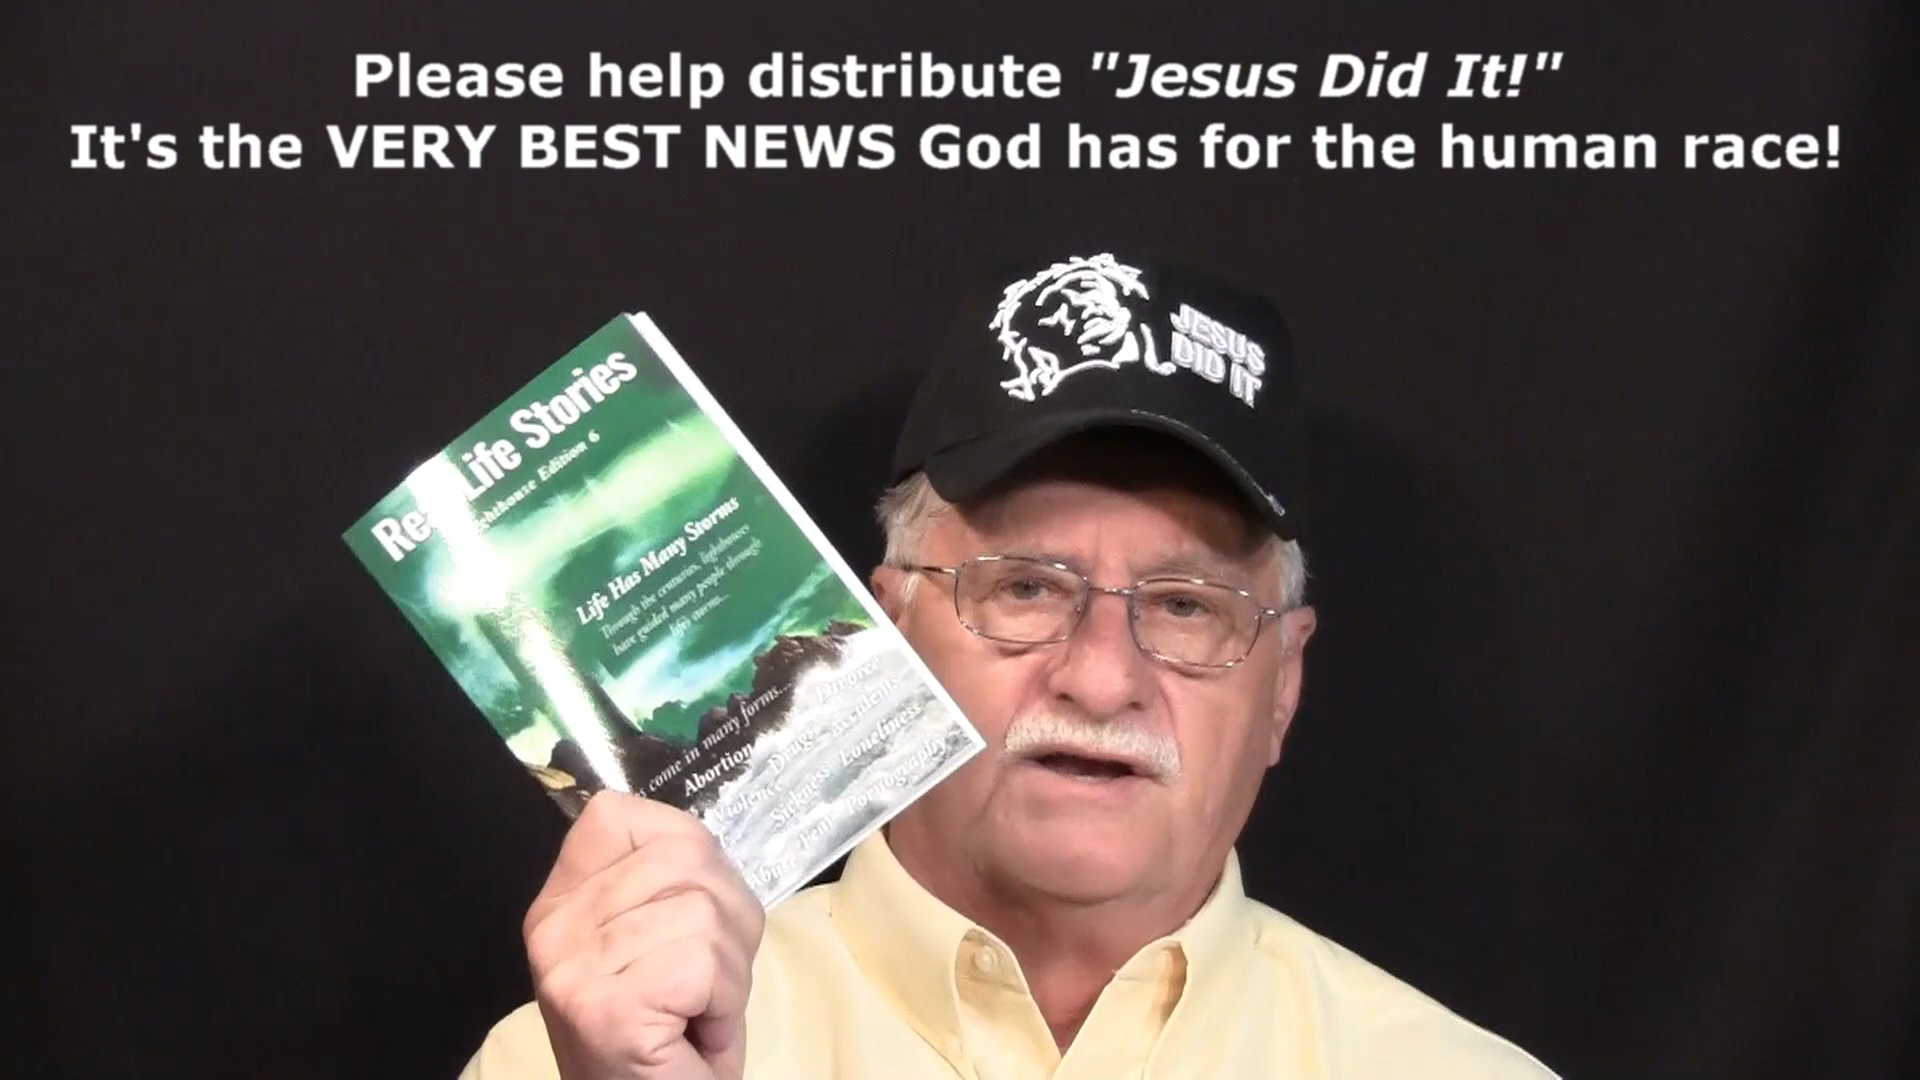 Please help distribute "Jesus Did It!"
It's the VERY BEST NEWS God has for the human race!
JESUS
DID IT
Life Stories
Edition 6
Life Has Many Storms
Through the centuries, lighthouses
have guided many people through
life's storms...
come in many forms... Divorce
Abortion Drugs accidents
Violence Sickness Loneliness
Abuse Fear Pornography